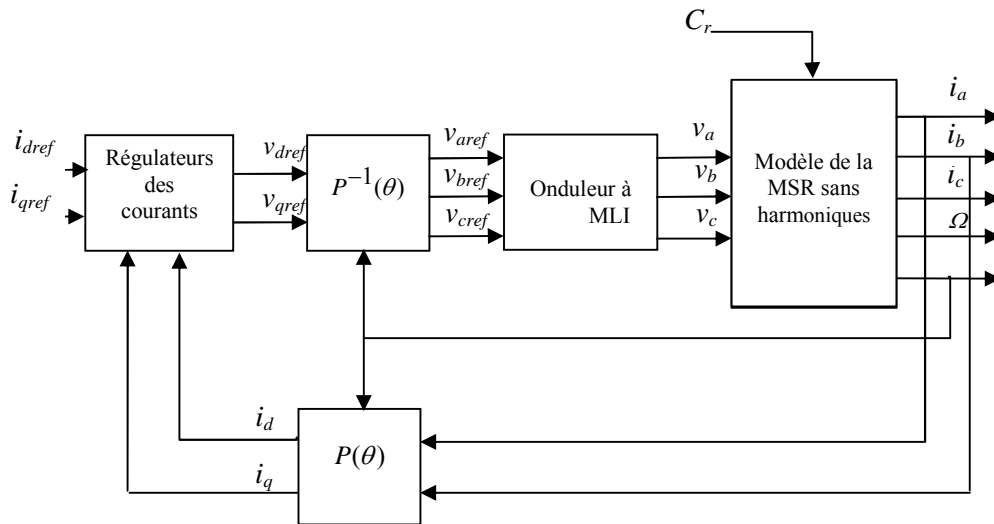 C_r
i_a
i_dref
Régulateurs
des
courants
v_dref
P⁻¹(θ)
v_aref
Onduleur à
MLI
v_a
Modèle de la
MSR sans
harmoniques
i_b
i_qref
v_qref
v_bref
v_b
i_c
v_cref
v_c
Ω
i_d
P(θ)
i_q